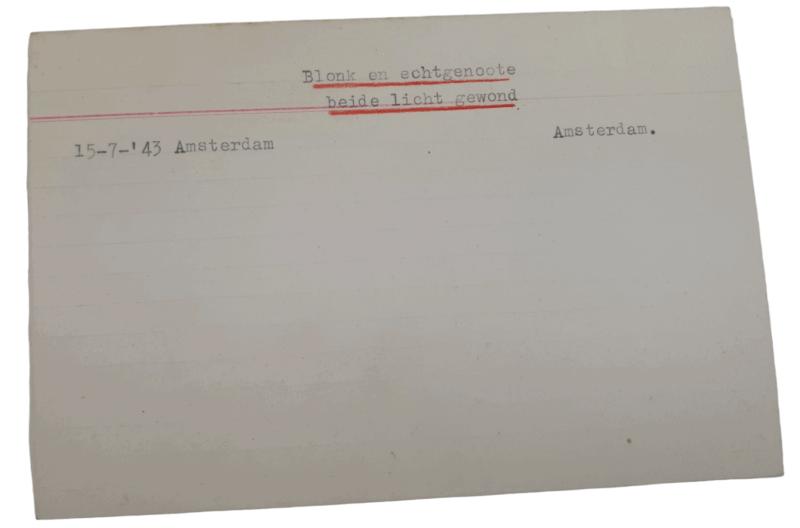 Blonk en echtgenoote
beide licht gewond
15-7-'43 Amsterdam Amsterdam.